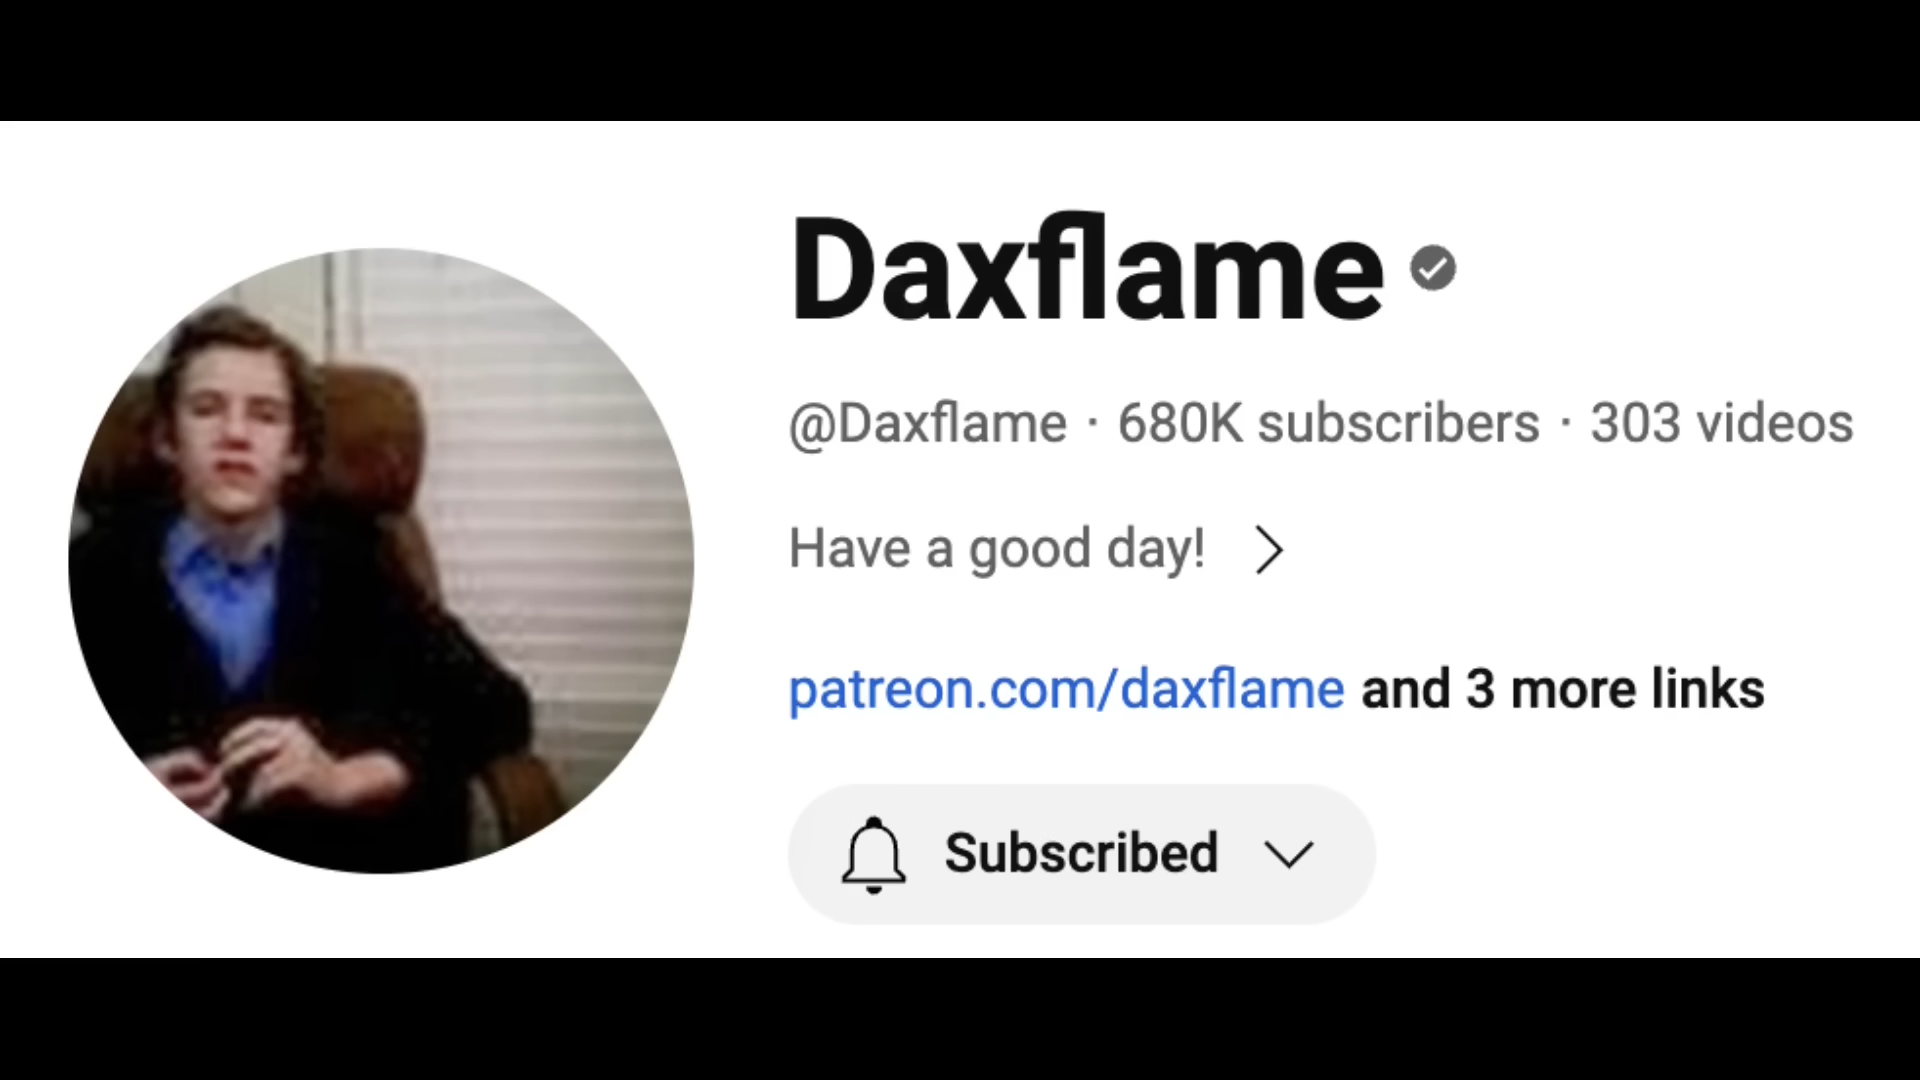 Daxflame
@Daxflame · 680K subscribers · 303 videos
Have a good day!
patreon.com/daxflame and 3 more links
Subscribed